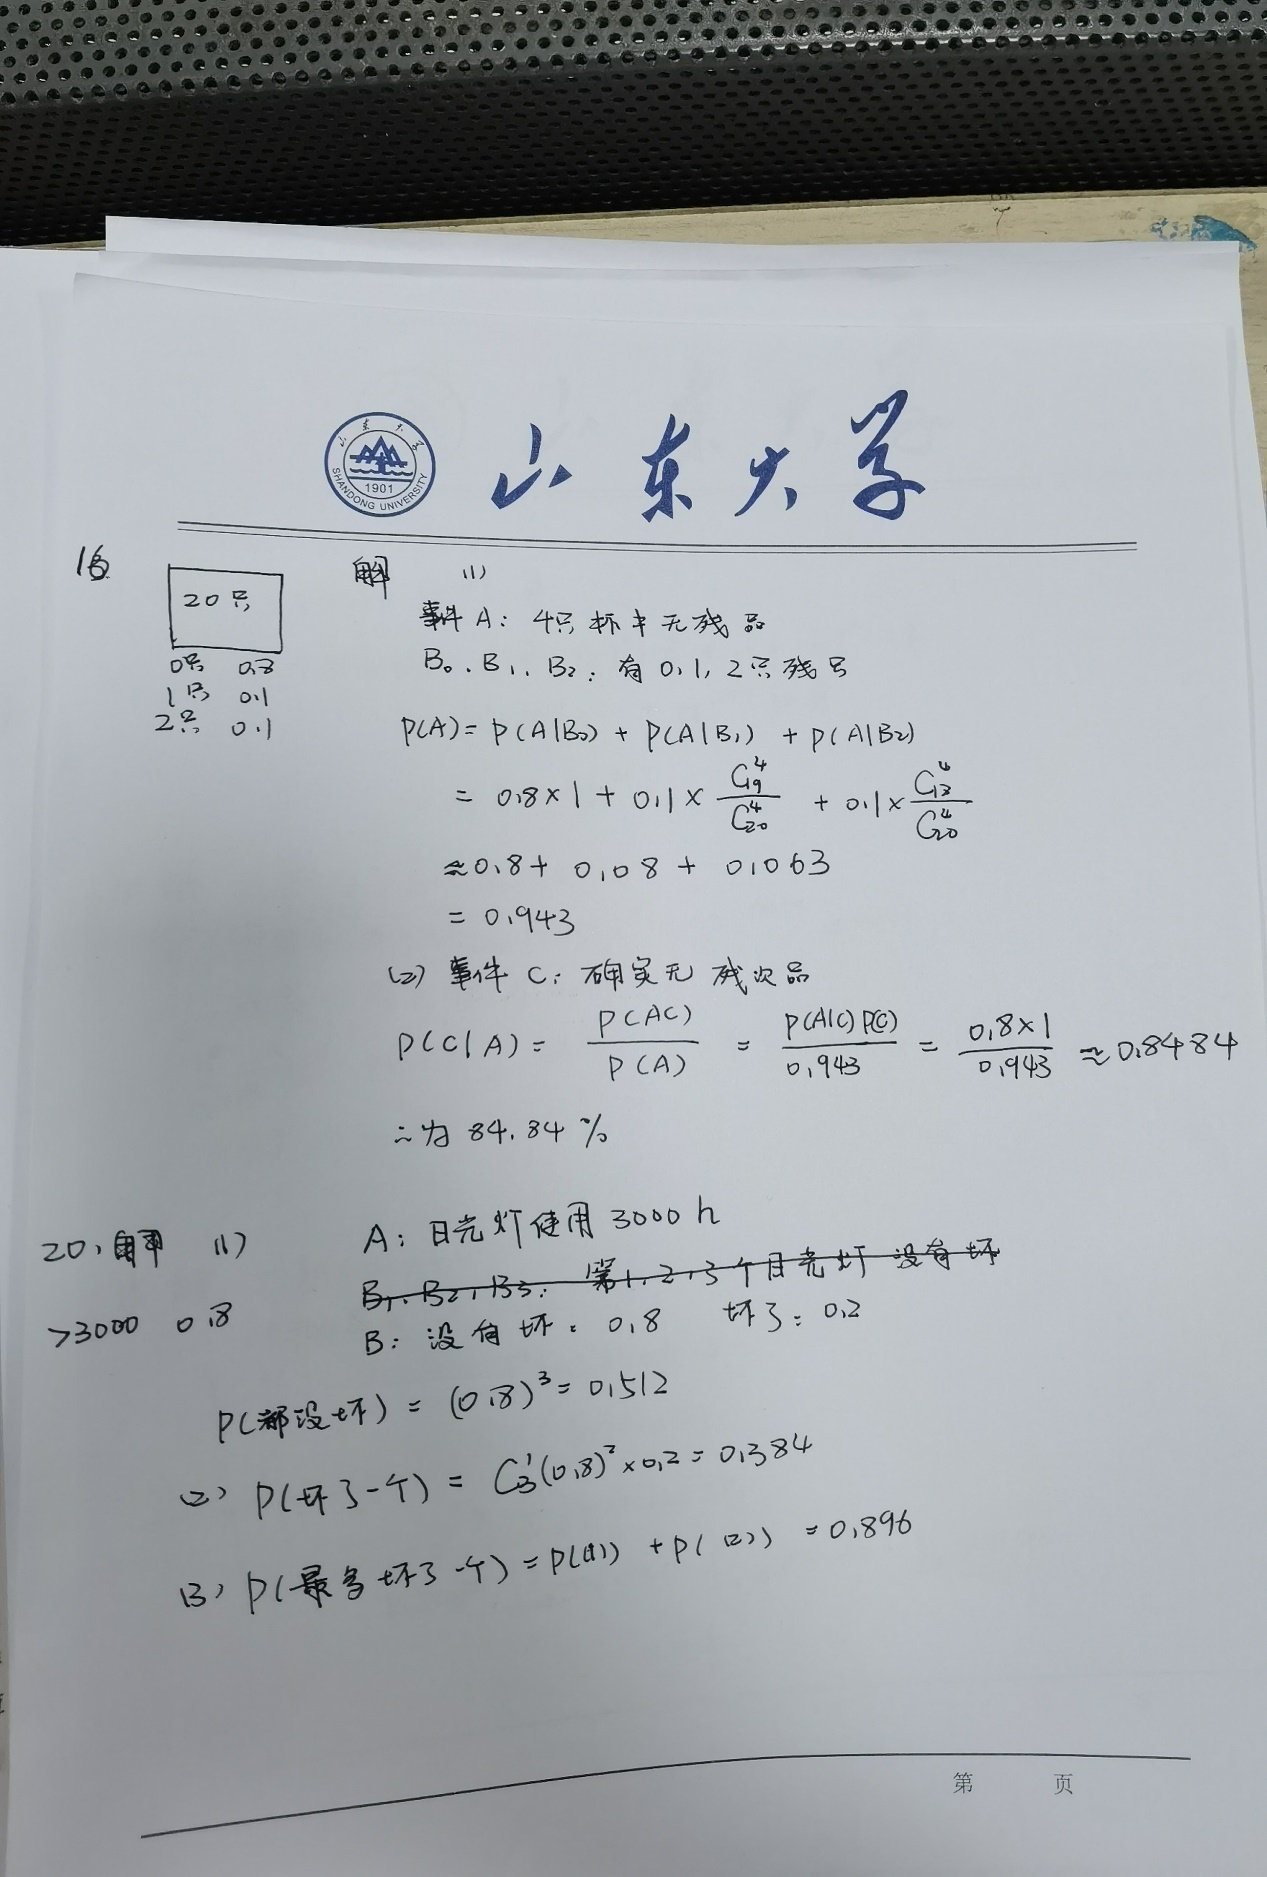 山东大学
SHANDONG UNIVERSITY
1901
16
20只
0只 0.8
1只 0.1
2只 0.1
解 (1)
事件A: 4只杯中无残品
B₀.B₁.B₂: 有0,1,2只残品
P(A)= P(A|B₀) + P(A|B₁) + P(A|B₂)
= 0.8×1 + 0.1× C₁₉⁴/C₂₀⁴ + 0.1× C₁₈⁴/C₂₀⁴
≈0.8+ 0.08 + 0.063
= 0.943
(2) 事件C: 确实无残次品
P(C|A) = P(AC)/P(A) = P(A|C)P(C)/0.943 = 0.8×1/0.943 ≈0.8484
∴为 84.84%
20. 解 (1) A: 日光灯使用3000h
B₁、B₂、B₃: 第1,2,3个日光灯没有坏
>3000 0.8
B: 没有坏: 0.8 坏了: 0.2
P(都没坏) = (0.8)³ = 0.512
(2) P(坏了一个) = C₃¹(0.8)²×0.2 = 0.384
(3) P(最多坏了一个) = P((1)) + P((2)) = 0.896
第 页